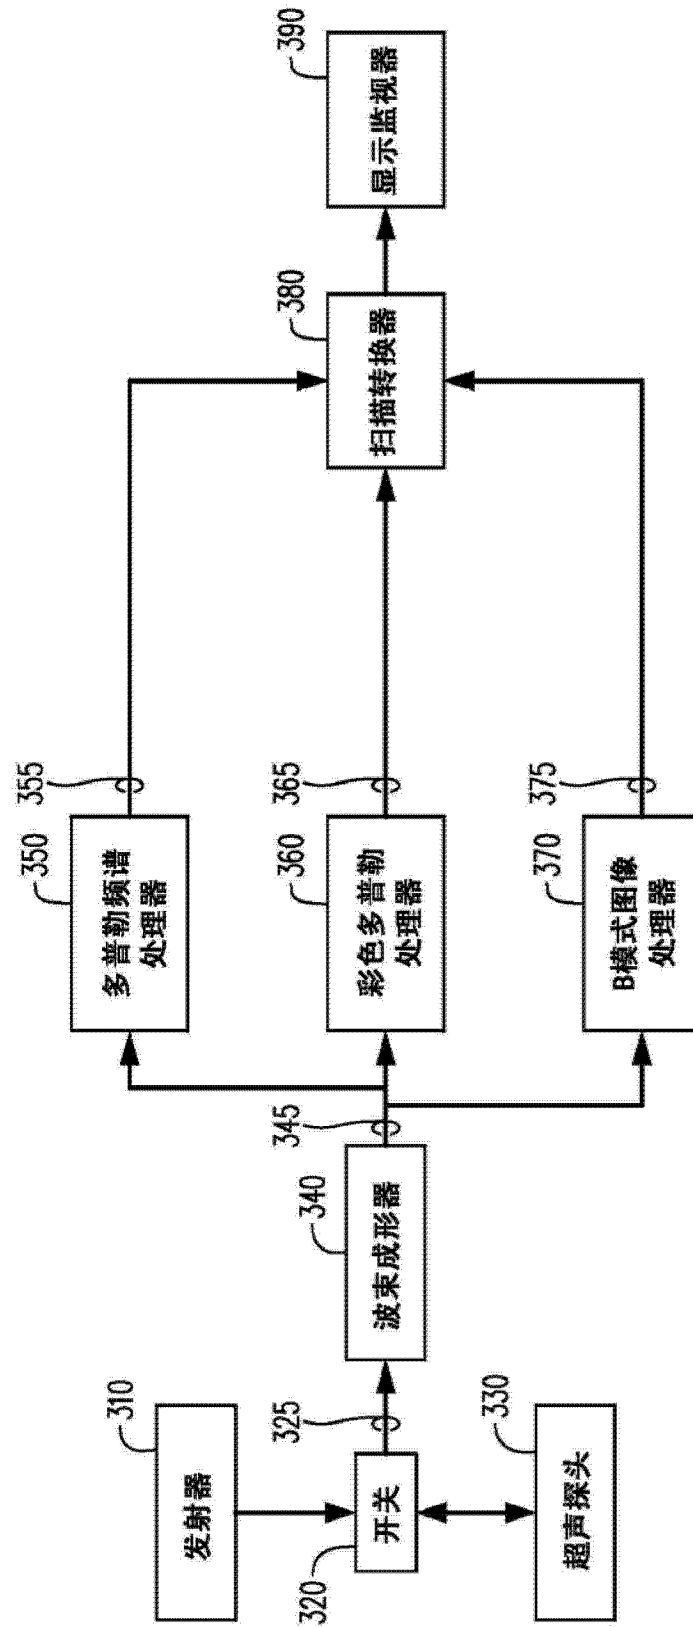 310
发射器
320
开关
330
超声探头
325
340
波束成形器
345
350
多普勒频谱
处理器
355
360
彩色多普勒
处理器
365
370
B模式图像
处理器
375
380
扫描转换器
390
显示监视器